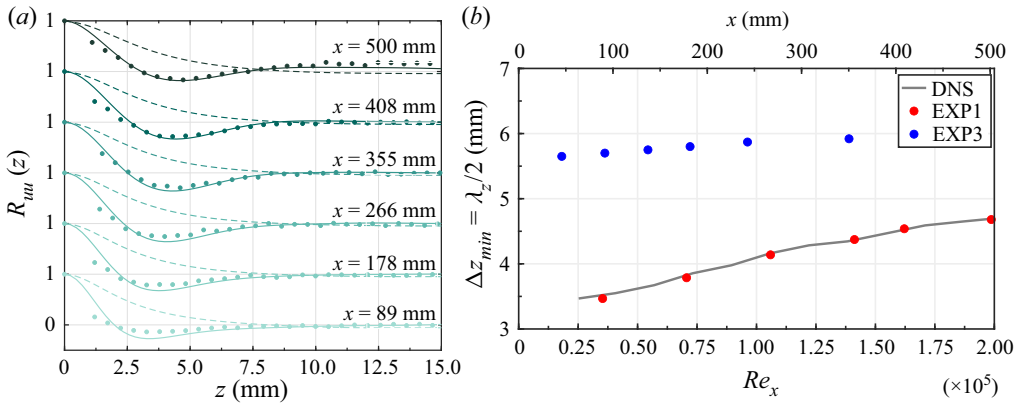 (a)
1
1
1
1
1
1
0
R_uu (z)
x = 500 mm
x = 408 mm
x = 355 mm
x = 266 mm
x = 178 mm
x = 89 mm
0
2.5
5.0
7.5
10.0
12.5
15.0
z (mm)
(b)
x (mm)
0
100
200
300
400
500
7
6
5
4
3
Δz_min = λ_z/2 (mm)
DNS
EXP1
EXP3
0
0.25
0.50
0.75
1.00
1.25
1.50
1.75
2.00
Re_x
(×10⁵)